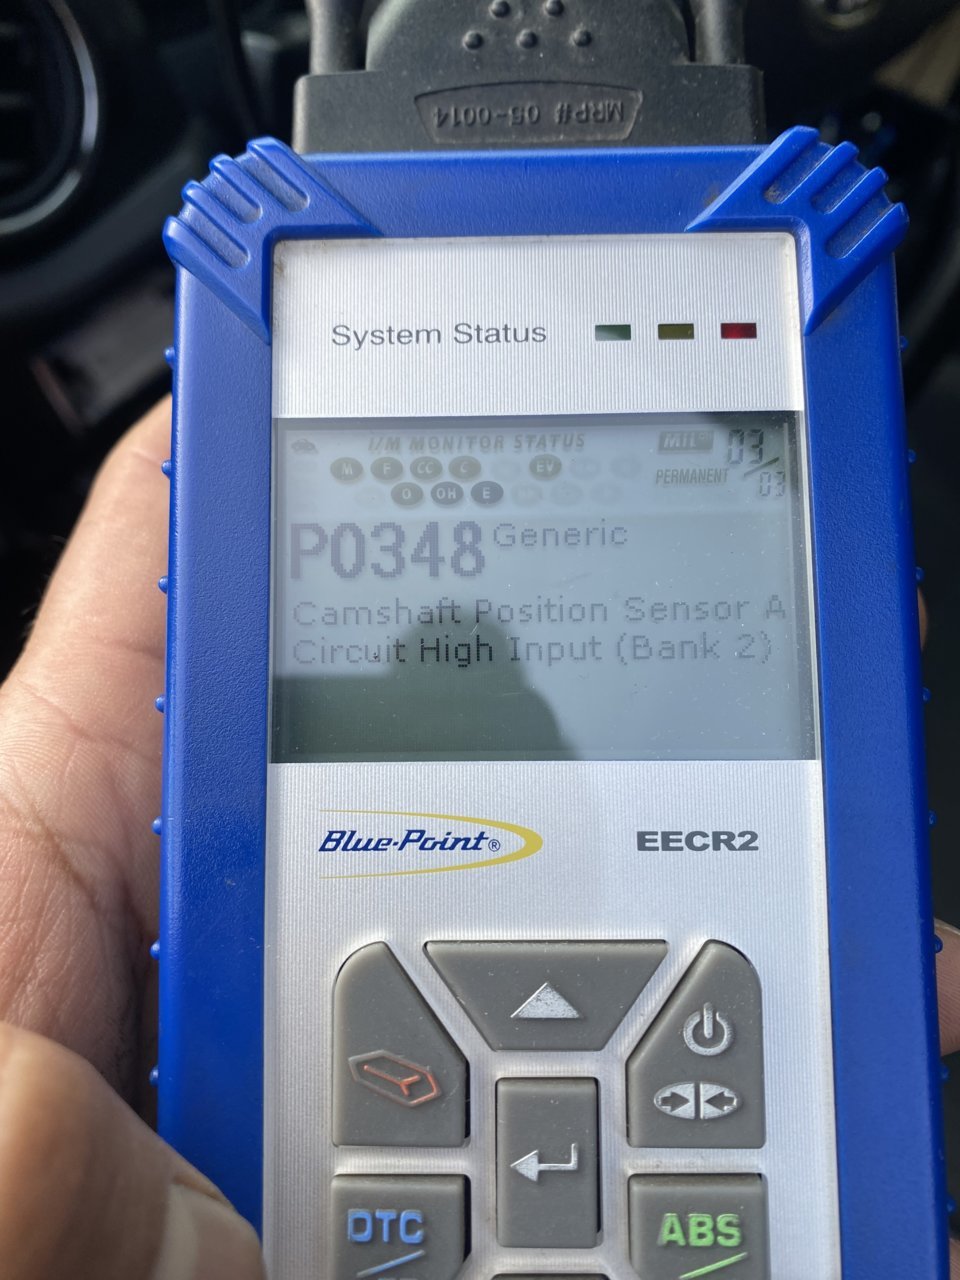 MRP# 05-0014
System Status
I/M MONITOR STATUS
MIL
03
M F CC C EV
PERMANENT
03
O OH E
P0348 Generic
Camshaft Position Sensor A
Circuit High Input (Bank 2)
Blue-Point®
EECR2
DTC
ABS